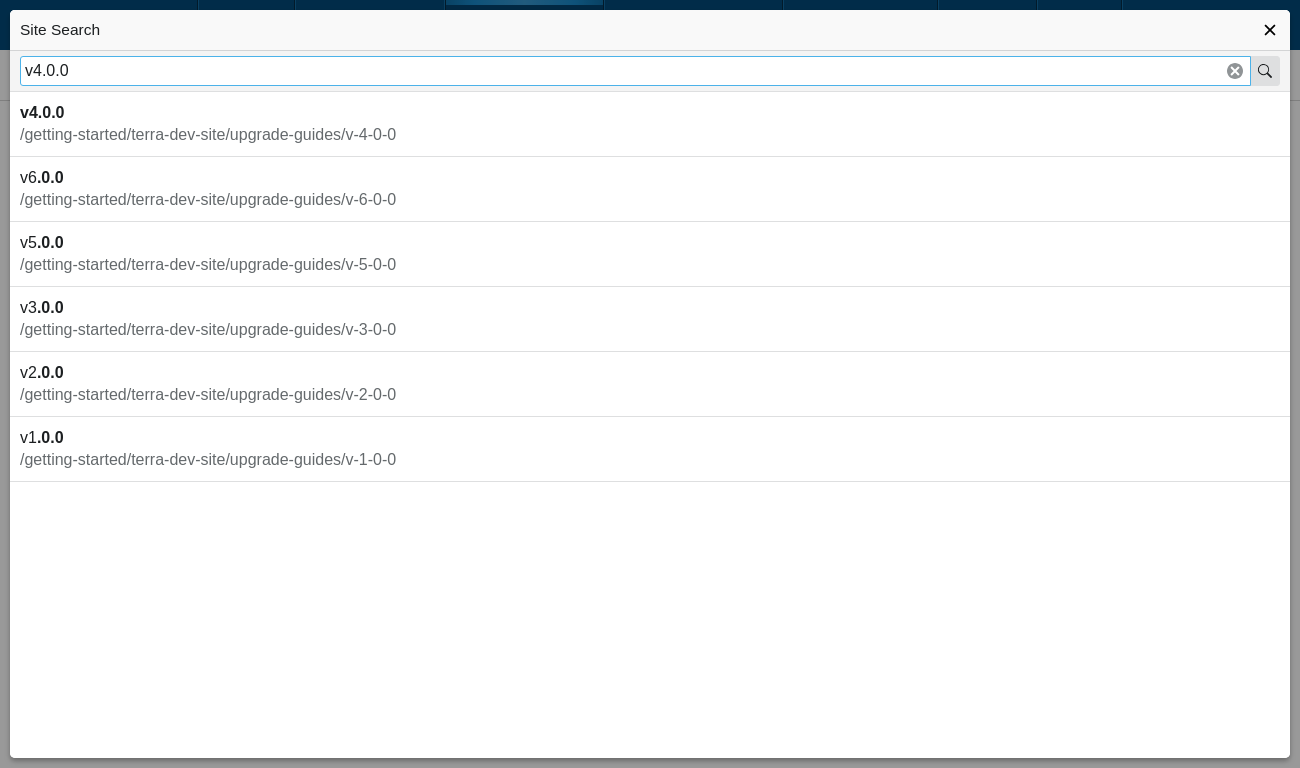 Site Search
v4.0.0
v4.0.0
/getting-started/terra-dev-site/upgrade-guides/v-4-0-0
v6.0.0
/getting-started/terra-dev-site/upgrade-guides/v-6-0-0
v5.0.0
/getting-started/terra-dev-site/upgrade-guides/v-5-0-0
v3.0.0
/getting-started/terra-dev-site/upgrade-guides/v-3-0-0
v2.0.0
/getting-started/terra-dev-site/upgrade-guides/v-2-0-0
v1.0.0
/getting-started/terra-dev-site/upgrade-guides/v-1-0-0